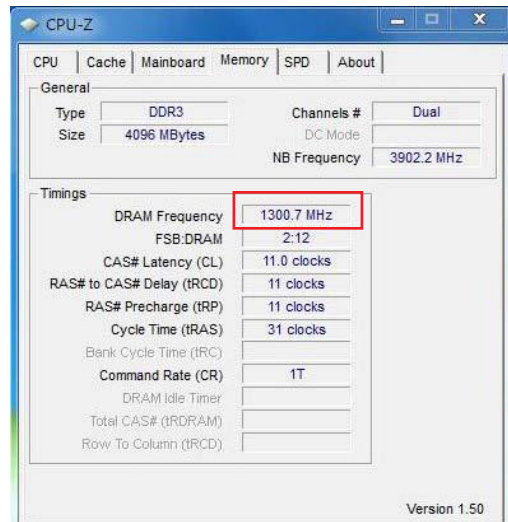 CPU-Z
CPU Cache Mainboard Memory SPD About
General
Type DDR3 Channels # Dual
Size 4096 MBytes DC Mode
NB Frequency 3902.2 MHz
Timings
DRAM Frequency 1300.7 MHz
FSB:DRAM 2:12
CAS# Latency (CL) 11.0 clocks
RAS# to CAS# Delay (tRCD) 11 clocks
RAS# Precharge (tRP) 11 clocks
Cycle Time (tRAS) 31 clocks
Bank Cycle Time (tRC)
Command Rate (CR) 1T
DRAM Idle Timer
Total CAS# (tRDRAM)
Row To Column (tRCD)
Version 1.50